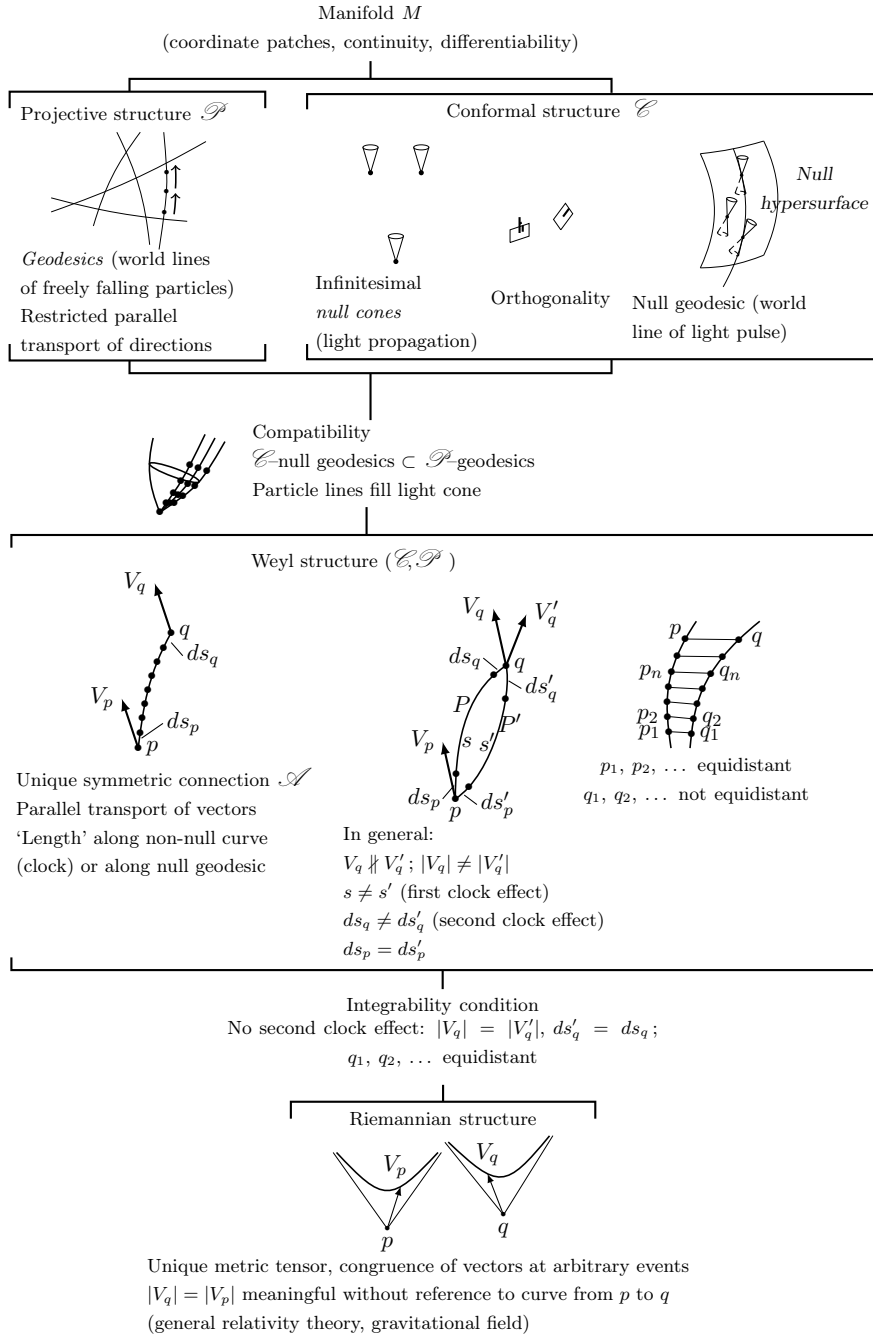 Manifold M
(coordinate patches, continuity, differentiability)
Projective structure 𝒫
Geodesics (world lines
of freely falling particles)
Restricted parallel
transport of directions
Conformal structure 𝒞
Infinitesimal
null cones
(light propagation)
Orthogonality
Null
hypersurface
Null geodesic (world
line of light pulse)
Compatibility
𝒞–null geodesics ⊂ 𝒫–geodesics
Particle lines fill light cone
Weyl structure (𝒞, 𝒫 )
V_q
q
ds_q
V_p
ds_p
p
Unique symmetric connection 𝒜
Parallel transport of vectors
‘Length’ along non-null curve
(clock) or along null geodesic
V_q
V′_q
ds_q
q
ds′_q
P
P′
s
s′
V_p
ds_p
p
ds′_p
In general:
V_q ∦ V′_q ; |V_q| ≠ |V′_q|
s ≠ s′ (first clock effect)
ds_q ≠ ds′_q (second clock effect)
ds_p = ds′_p
p
q
p_n
q_n
p_2
q_2
p_1
q_1
p_1, p_2, … equidistant
q_1, q_2, … not equidistant
Integrability condition
No second clock effect: |V_q| = |V′_q|, ds′_q = ds_q ;
q_1, q_2, … equidistant
Riemannian structure
V_p
V_q
p
q
Unique metric tensor, congruence of vectors at arbitrary events
|V_q| = |V_p| meaningful without reference to curve from p to q
(general relativity theory, gravitational field)